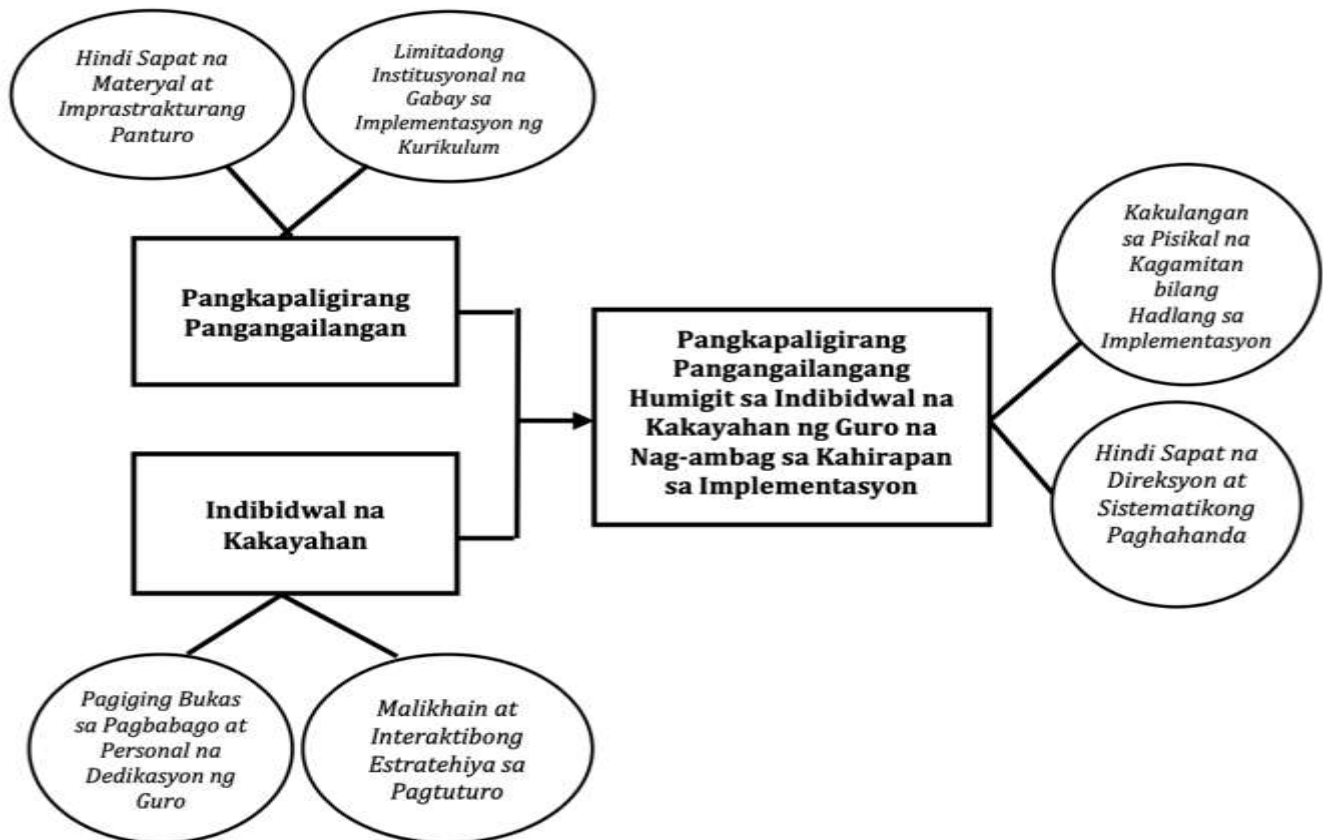 Hindi Sapat na
Materyal at
Imprastrakturang
Panturo
Limitadong
Institusyonal na
Gabay sa
Implementasyon ng
Kurikulum
Pangkapaligirang
Pangangailangan
Indibidwal na
Kakayahan
Pagiging Bukas
sa Pagbabago at
Personal na
Dedikasyon ng
Guro
Malikhain at
Interaktibong
Estratehiya sa
Pagtuturo
Pangkapaligirang
Pangangailangang
Humigit sa Indibidwal na
Kakayahan ng Guro na
Nag-ambag sa Kahirapan
sa Implementasyon
Kakulangan
sa Pisikal na
Kagamitan
bilang
Hadlang sa
Implementasyon
Hindi Sapat na
Direksyon at
Sistematikong
Paghahanda